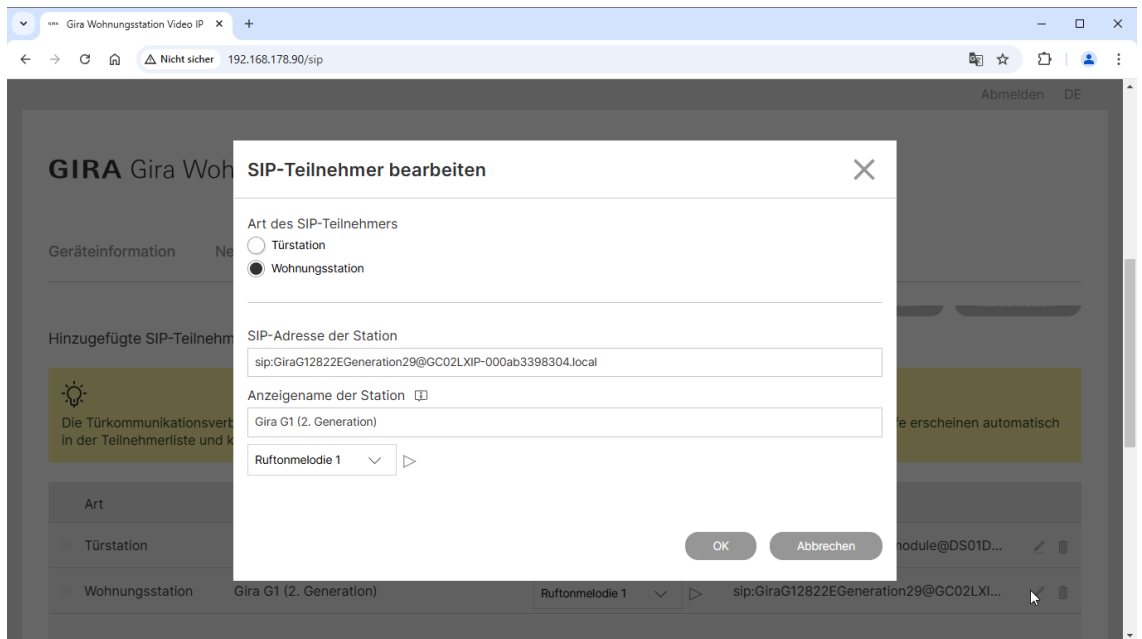 Gira Wohnungsstation Video IP
Nicht sicher
192.168.178.90/sip
Abmelden DE
GIRA Gira Woh
SIP-Teilnehmer bearbeiten
Art des SIP-Teilnehmers
Türstation
Wohnungsstation
Geräteinformation Ne
SIP-Adresse der Station
Hinzugefügte SIP-Teilnehm
sip:GiraG12822EGeneration29@GC02LXIP-000ab3398304.local
Anzeigename der Station
Gira G1 (2. Generation)
Die Türkommunikationsverb fe erscheinen automatisch
in der Teilnehmerliste und k
Ruftonmelodie 1
Art
OK Abbrechen
Türstation nodule@DS01D...
Wohnungsstation Gira G1 (2. Generation) Ruftonmelodie 1 sip:GiraG12822EGeneration29@GC02LXI...